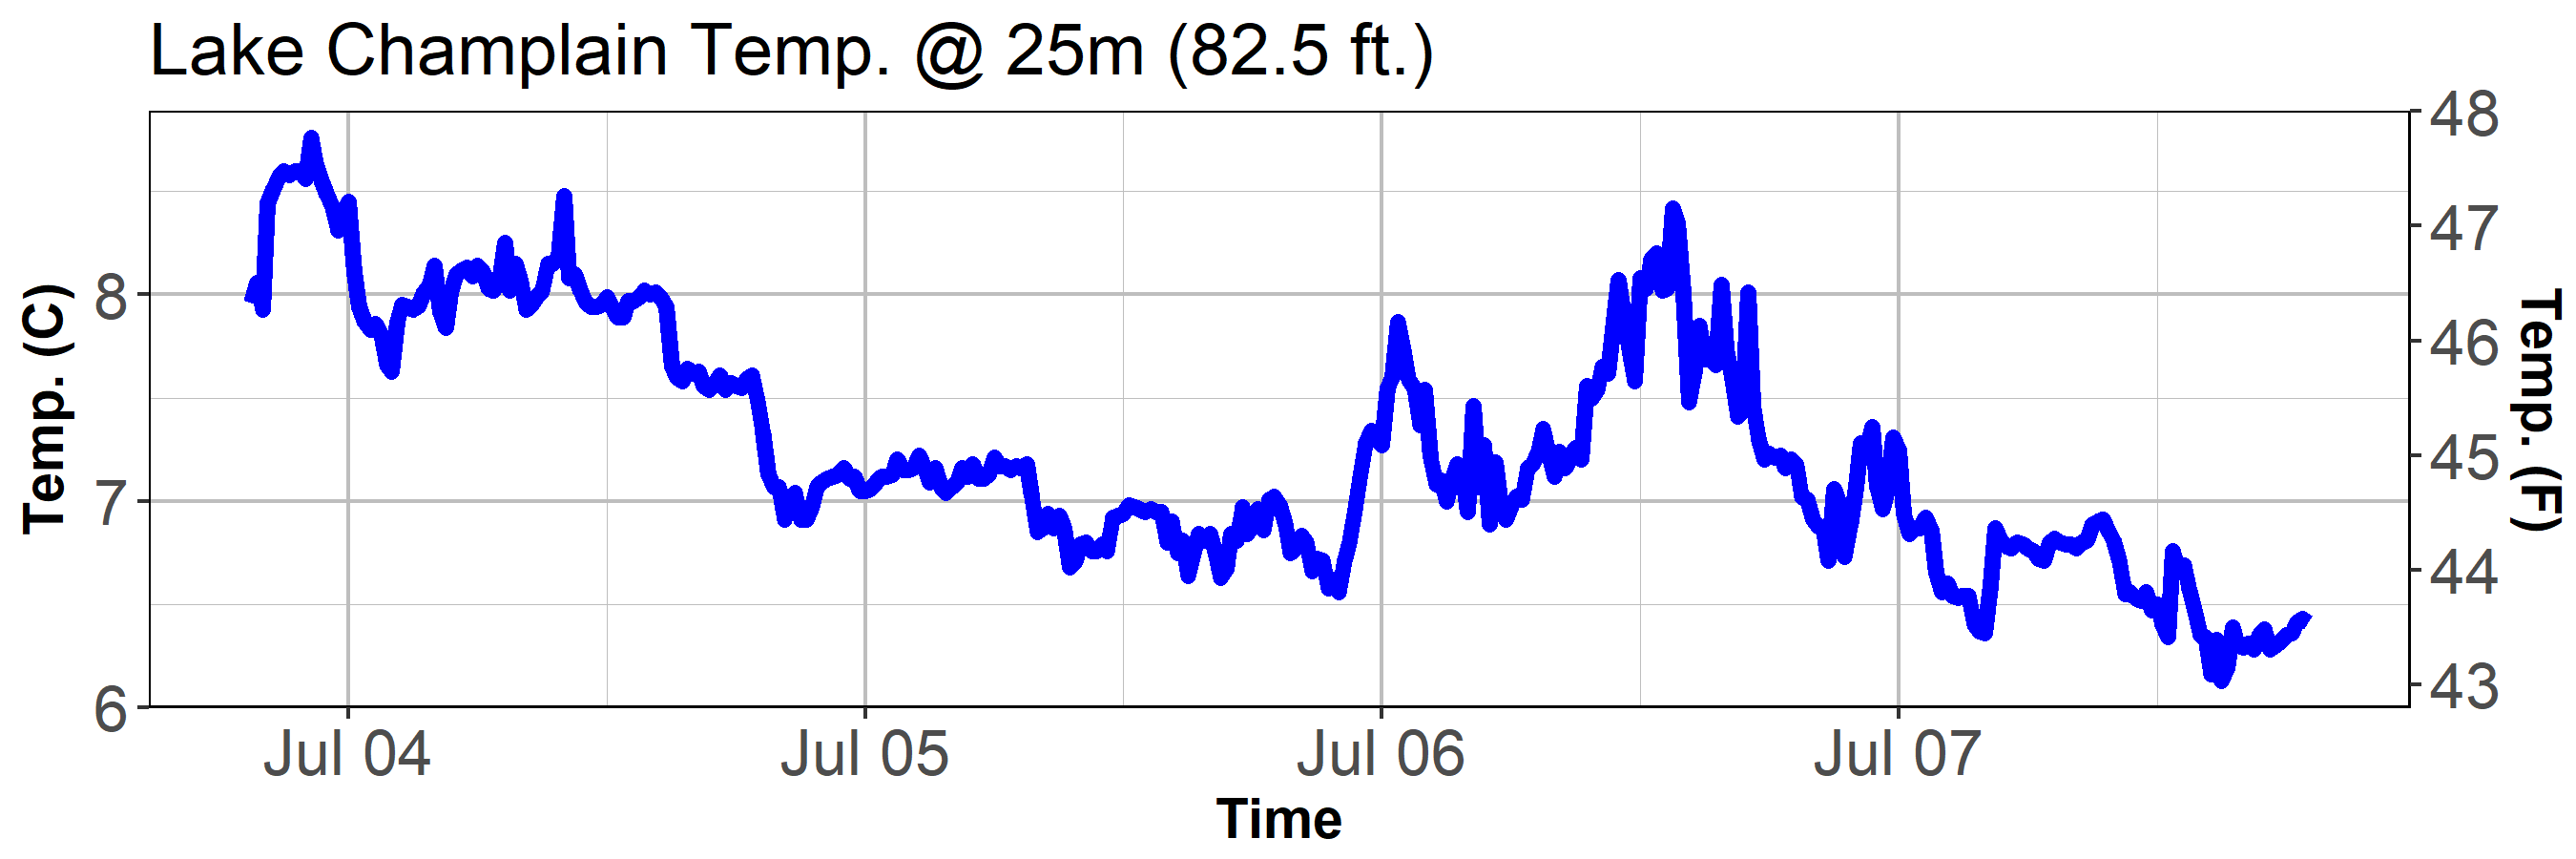 Lake Champlain Temp. @ 25m (82.5 ft.)
Temp. (C)
8
7
6
48
47
46
45
44
43
Temp. (F)
Jul 04 Jul 05 Jul 06 Jul 07
Time